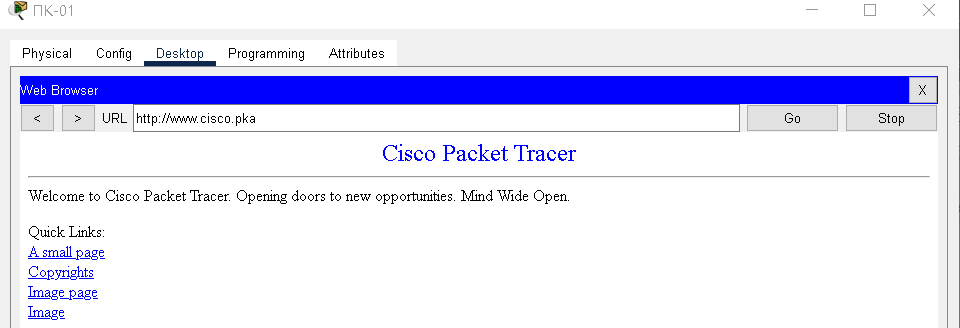 ПК-01
Physical Config Desktop Programming Attributes
Web Browser X
< > URL http://www.cisco.pka Go Stop
Cisco Packet Tracer
Welcome to Cisco Packet Tracer. Opening doors to new opportunities. Mind Wide Open.
Quick Links:
A small page
Copyrights
Image page
Image